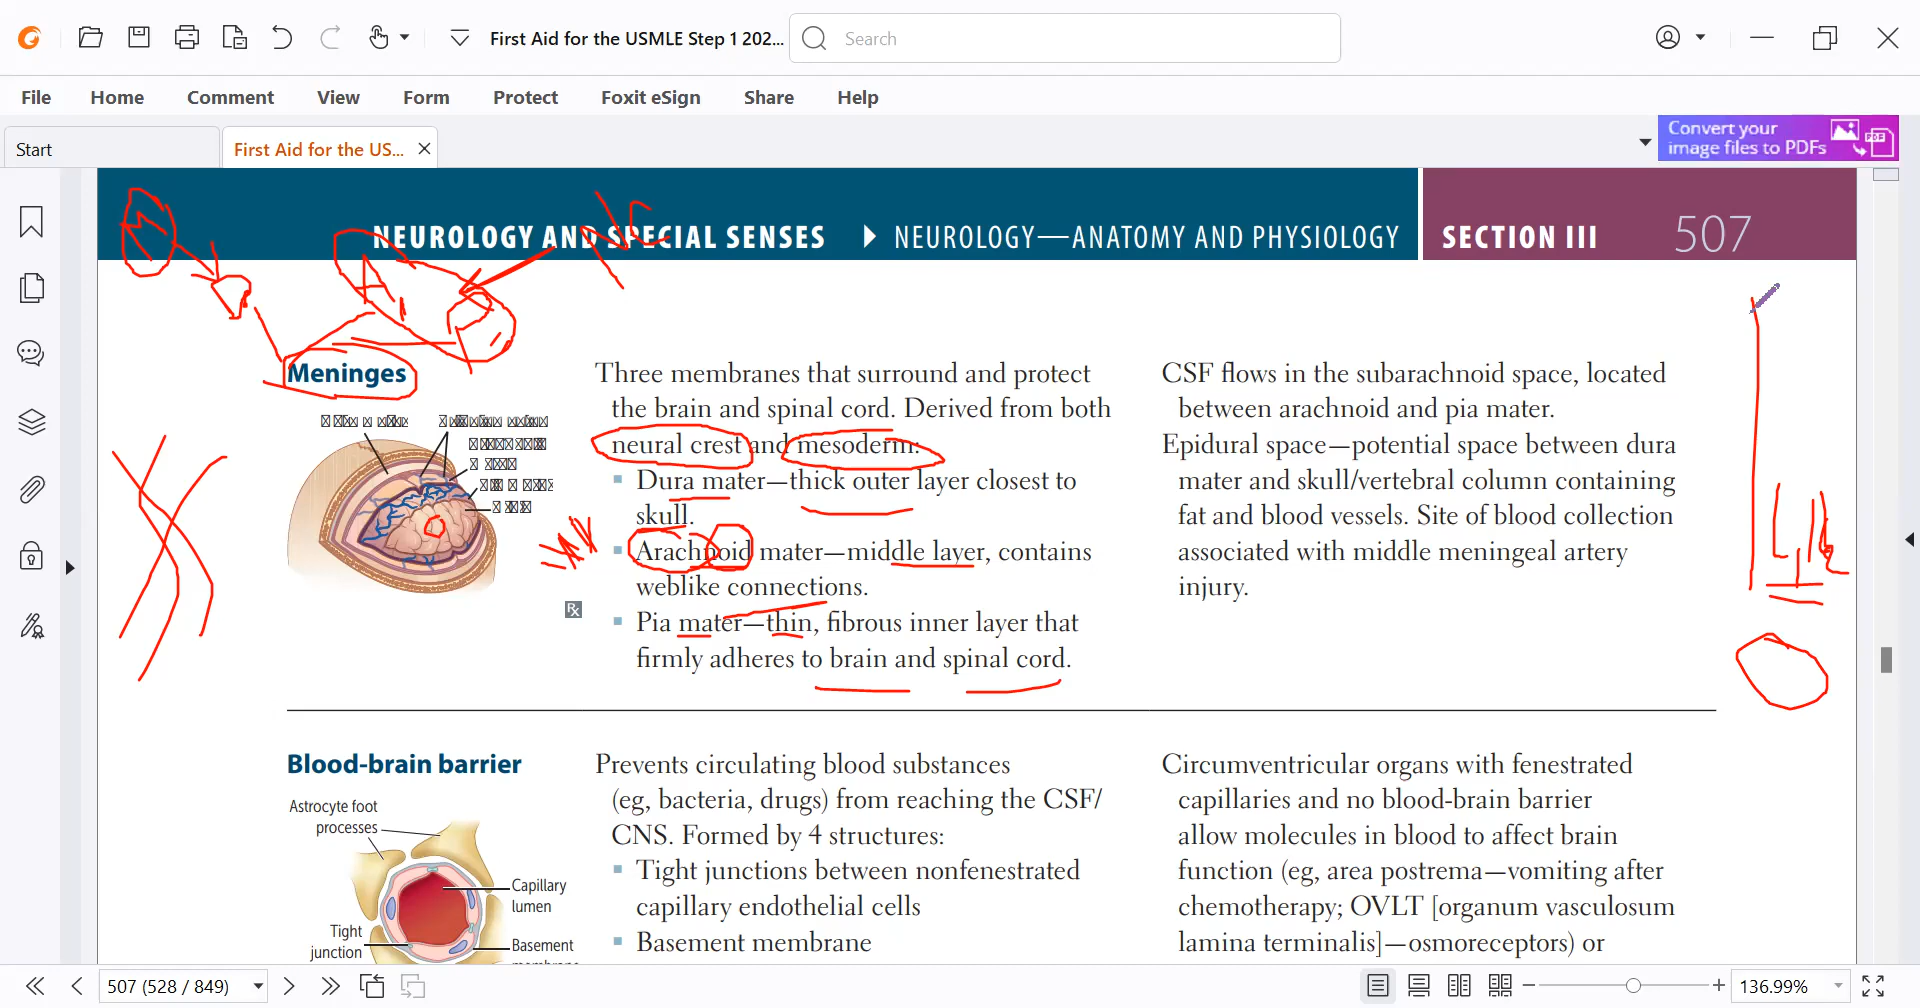 First Aid for the USMLE Step 1 202...
Search
File Home Comment View Form Protect Foxit eSign Share Help
Start
First Aid for the US...
Convert your
image files to PDFs
NEUROLOGY AND SPECIAL SENSES NEUROLOGY—ANATOMY AND PHYSIOLOGY SECTION III 507
Meninges
Three membranes that surround and protect
the brain and spinal cord. Derived from both
neural crest and mesoderm:
Dura mater—thick outer layer closest to
skull.
Arachnoid mater—middle layer, contains
weblike connections.
Pia mater—thin, fibrous inner layer that
firmly adheres to brain and spinal cord.
CSF flows in the subarachnoid space, located
between arachnoid and pia mater.
Epidural space—potential space between dura
mater and skull/vertebral column containing
fat and blood vessels. Site of blood collection
associated with middle meningeal artery
injury.
Rx
Blood-brain barrier
Astrocyte foot
processes
Capillary
lumen
Tight
junction
Basement
Prevents circulating blood substances
(eg, bacteria, drugs) from reaching the CSF/
CNS. Formed by 4 structures:
Tight junctions between nonfenestrated
capillary endothelial cells
Basement membrane
Circumventricular organs with fenestrated
capillaries and no blood-brain barrier
allow molecules in blood to affect brain
function (eg, area postrema—vomiting after
chemotherapy; OVLT [organum vasculosum
lamina terminalis]—osmoreceptors) or
507 (528 / 849)
136.99%